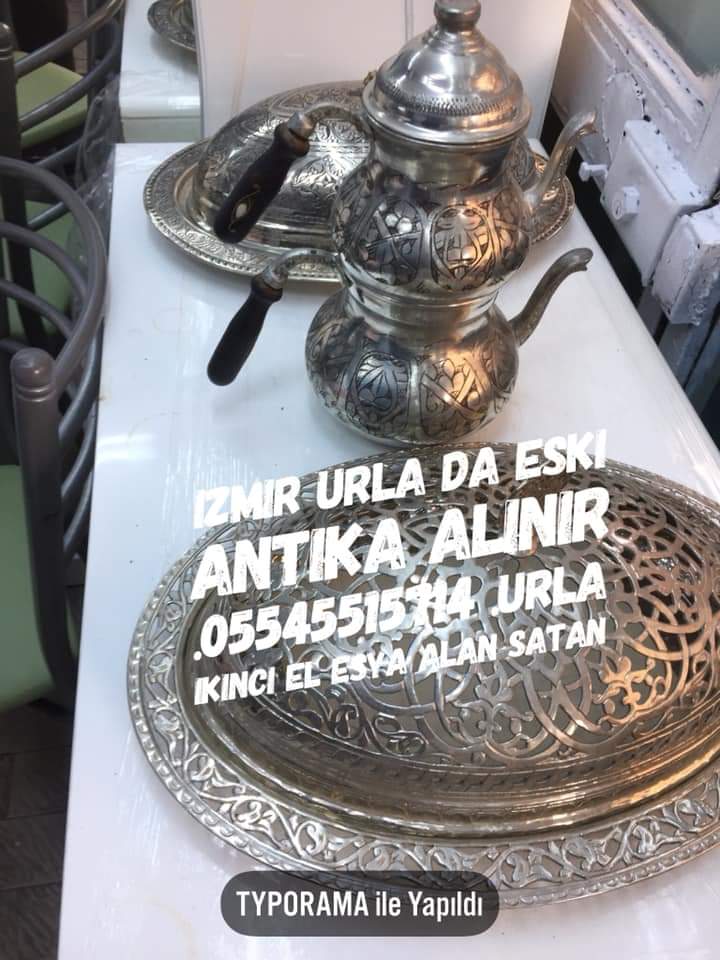 IZMIR URLA DA ESKI
ANTIKA ALINIR
.05545515714 .URLA
IKINCI EL ESYA ALAN SATAN
TYPORAMA ile Yapıldı